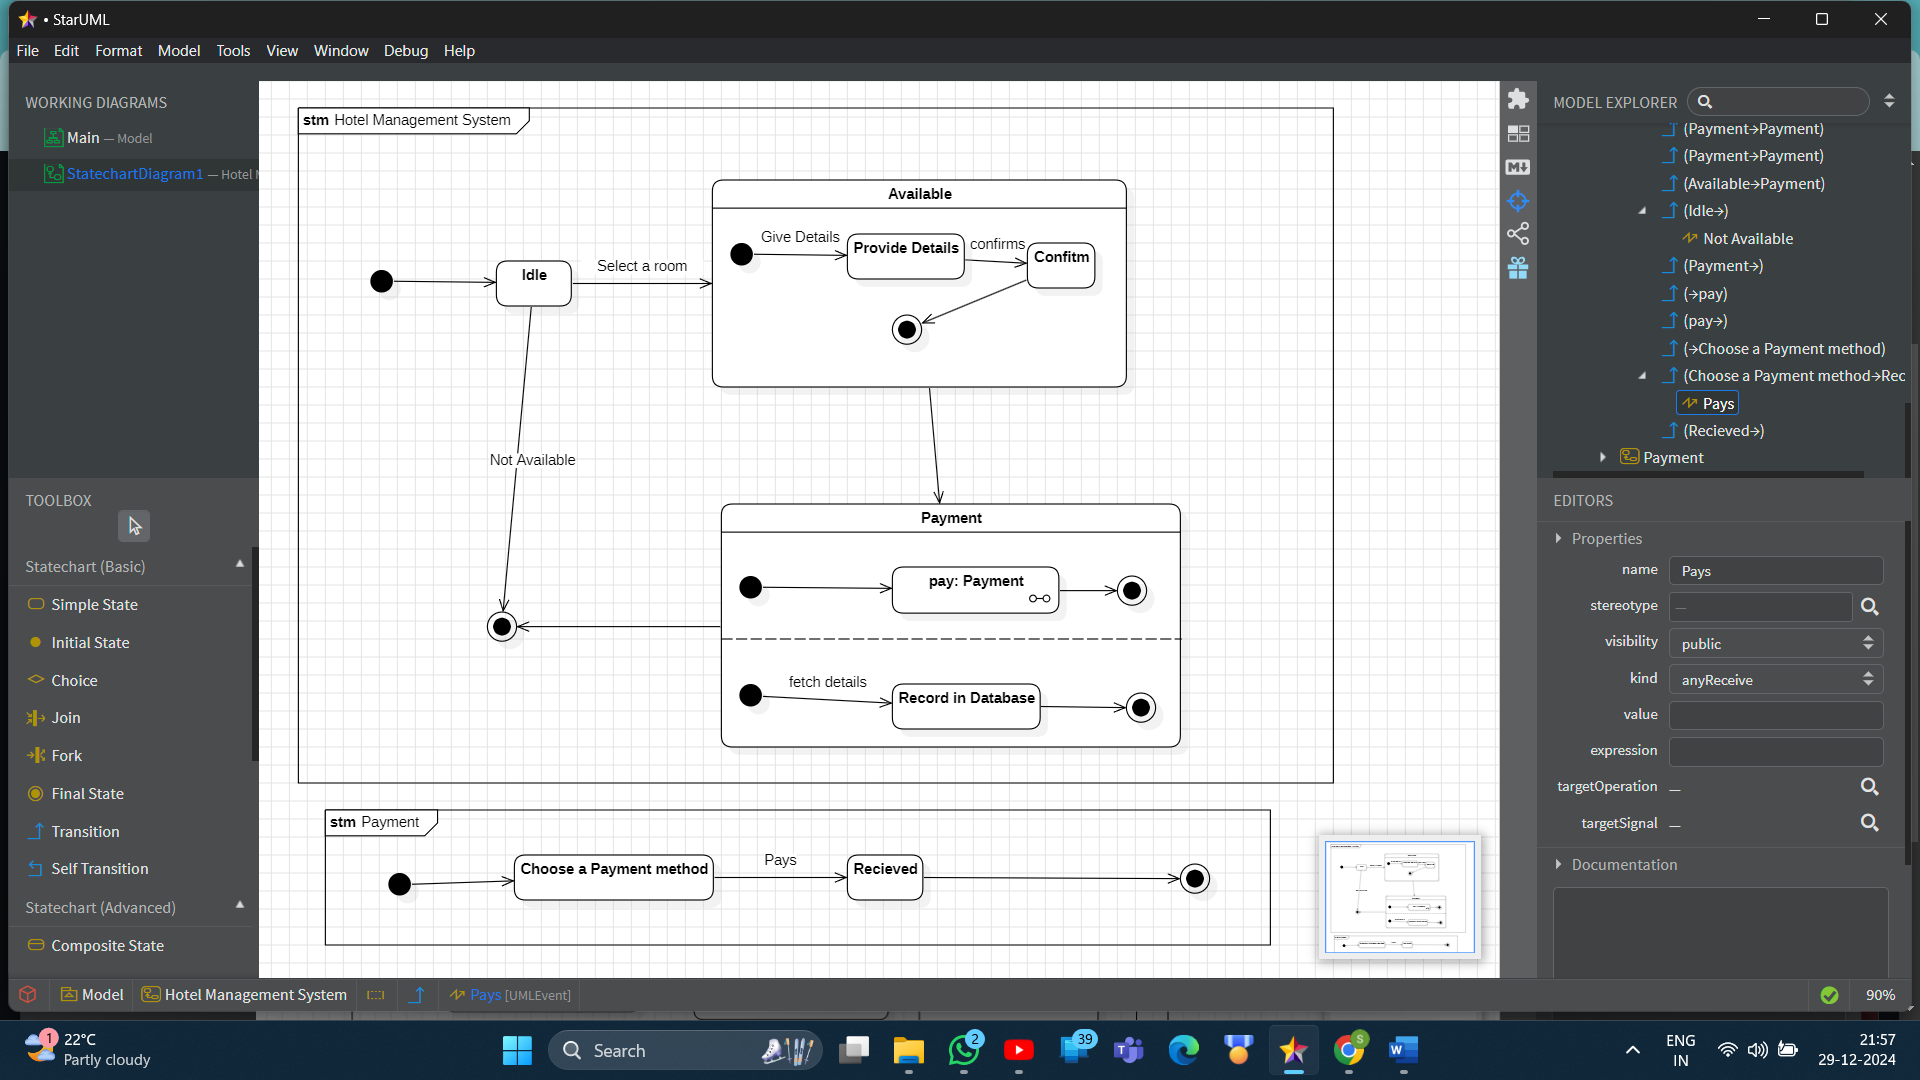 • StarUML
File Edit Format Model Tools View Window Debug Help
WORKING DIAGRAMS
Main — Model
StatechartDiagram1 — Hotel
TOOLBOX
Statechart (Basic)
Simple State
Initial State
Choice
Join
Fork
Final State
Transition
Self Transition
Statechart (Advanced)
Composite State
stm Hotel Management System
Available
Give Details
Provide Details
confirms
Confitm
Idle
Select a room
Not Available
Payment
pay: Payment
fetch details
Record in Database
stm Payment
Choose a Payment method
Pays
Recieved
MODEL EXPLORER
(Payment→Payment)
(Payment→Payment)
(Available→Payment)
(Idle→)
Not Available
(Payment→)
(→pay)
(pay→)
(→Choose a Payment method)
(Choose a Payment method→Rec
Pays
(Recieved→)
Payment
EDITORS
Properties
name Pays
stereotype —
visibility public
kind anyReceive
value
expression
targetOperation —
targetSignal —
Documentation
Model Hotel Management System Pays [UMLEvent]
90%
1
22°C
Partly cloudy
Search
2
39
S
ENG
IN
21:57
29-12-2024